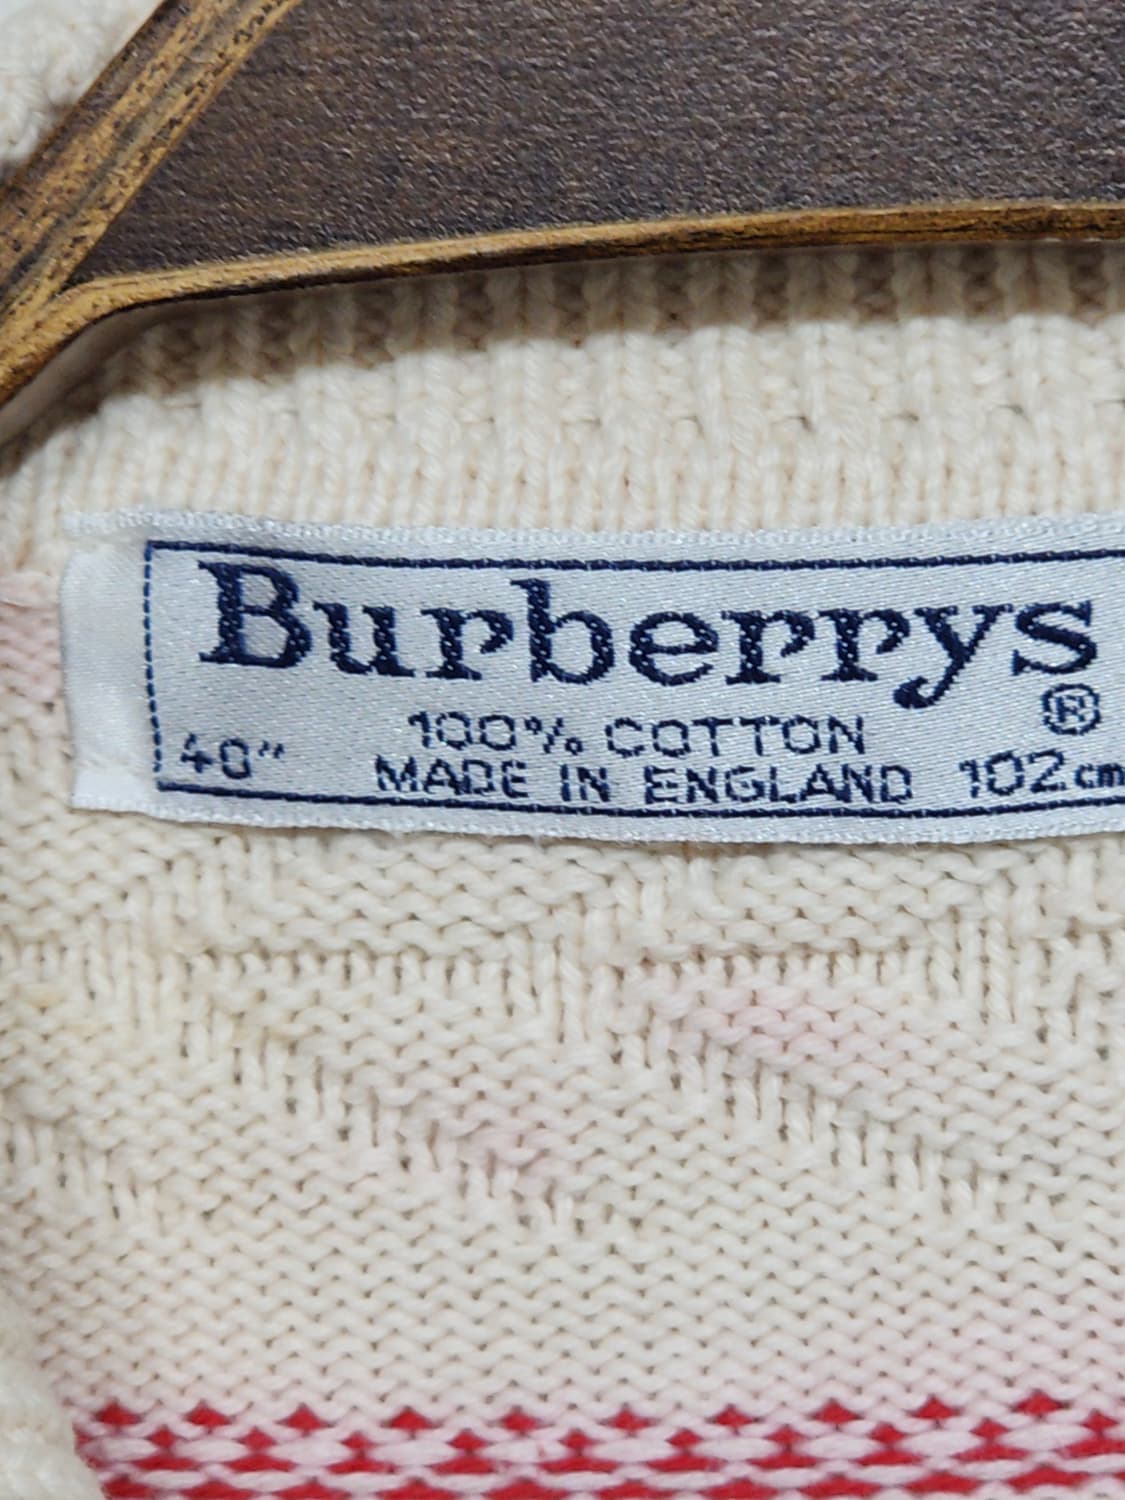 Burberrys
®
100% COTTON
40" MADE IN ENGLAND 102cm